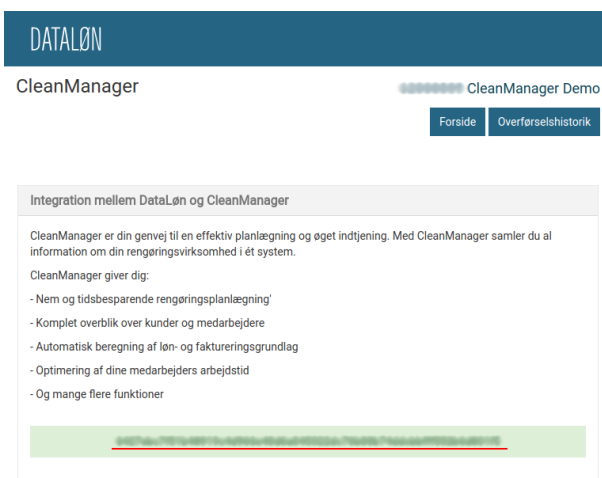 DATALØN
CleanManager
CleanManager Demo
Forside Overførselshistorik
Integration mellem DataLøn og CleanManager
CleanManager er din genvej til en effektiv planlægning og øget indtjening. Med CleanManager samler du al
information om din rengøringsvirksomhed i ét system.
CleanManager giver dig:
- Nem og tidsbesparende rengøringsplanlægning'
- Komplet overblik over kunder og medarbejdere
- Automatisk beregning af løn- og faktureringsgrundlag
- Optimering af dine medarbejders arbejdstid
- Og mange flere funktioner